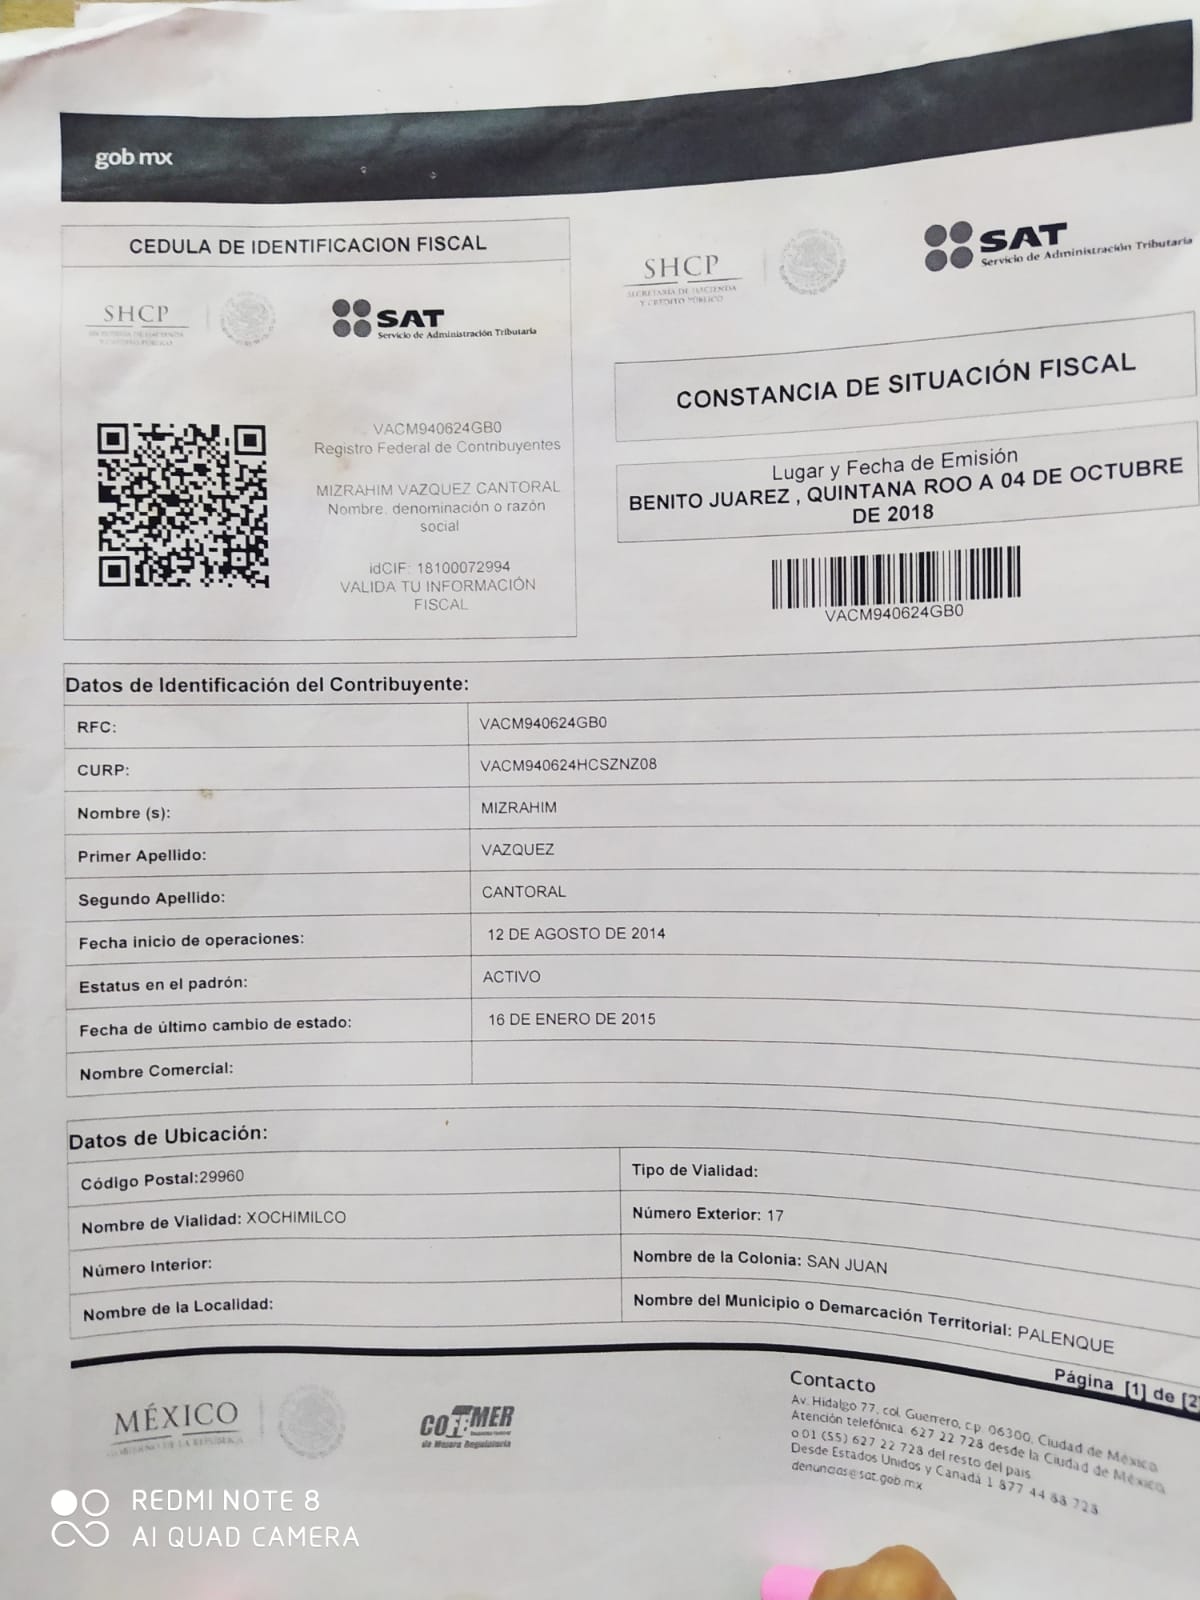 gob mx
CEDULA DE IDENTIFICACION FISCAL
SHCP
SAT
Servicio de Administración Tributaria
VACM940624GB0
Registro Federal de Contribuyentes
MIZRAHIM VAZQUEZ CANTORAL
Nombre, denominación o razón
social
idCIF: 18100072994
VALIDA TU INFORMACIÓN
FISCAL
SHCP
SECRETARÍA DE HACIENDA
Y CRÉDITO PÚBLICO
SAT
Servicio de Administración Tributaria
CONSTANCIA DE SITUACIÓN FISCAL
Lugar y Fecha de Emisión
BENITO JUAREZ , QUINTANA ROO A 04 DE OCTUBRE
DE 2018
VACM940624GB0
Datos de Identificación del Contribuyente:
RFC: VACM940624GB0
CURP: VACM940624HCSZNZ08
Nombre (s): MIZRAHIM
Primer Apellido: VAZQUEZ
Segundo Apellido: CANTORAL
Fecha inicio de operaciones: 12 DE AGOSTO DE 2014
Estatus en el padrón: ACTIVO
Fecha de último cambio de estado: 16 DE ENERO DE 2015
Nombre Comercial:
Datos de Ubicación:
Código Postal:29960 Tipo de Vialidad:
Nombre de Vialidad: XOCHIMILCO Número Exterior: 17
Número Interior: Nombre de la Colonia: SAN JUAN
Nombre de la Localidad: Nombre del Municipio o Demarcación Territorial: PALENQUE
Página [1] de [2
MÉXICO
GOBIERNO DE LA REPÚBLICA
COFEMER
de Mejora Regulatoria
Contacto
Av. Hidalgo 77, col. Guerrero, c.p. 06300, Ciudad de México
Atención telefónica 627 22 728 desde la Ciudad de México,
o 01 (55) 627 22 728 del resto del país.
Desde Estados Unidos y Canadá 1 877 44 88 728
denuncias@sat.gob.mx
REDMI NOTE 8
AI QUAD CAMERA